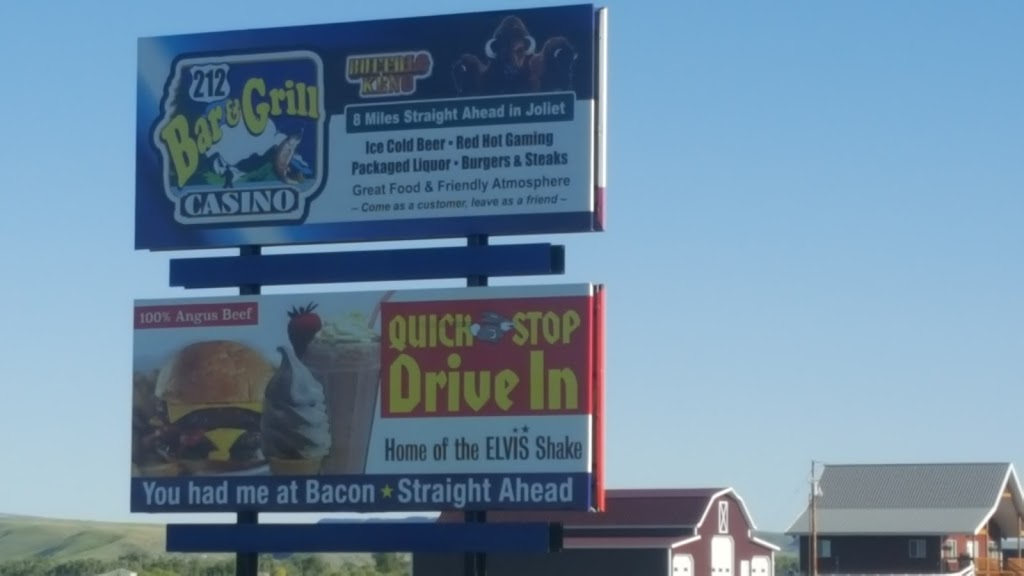 212
Bar & Grill
CASINO
BUFFALO
KENO
8 Miles Straight Ahead in Joliet
Ice Cold Beer • Red Hot Gaming
Packaged Liquor • Burgers & Steaks
Great Food & Friendly Atmosphere
– Come as a customer, leave as a friend –
100% Angus Beef
QUICK STOP
Drive In
Home of the ELVIS Shake
You had me at Bacon ★ Straight Ahead